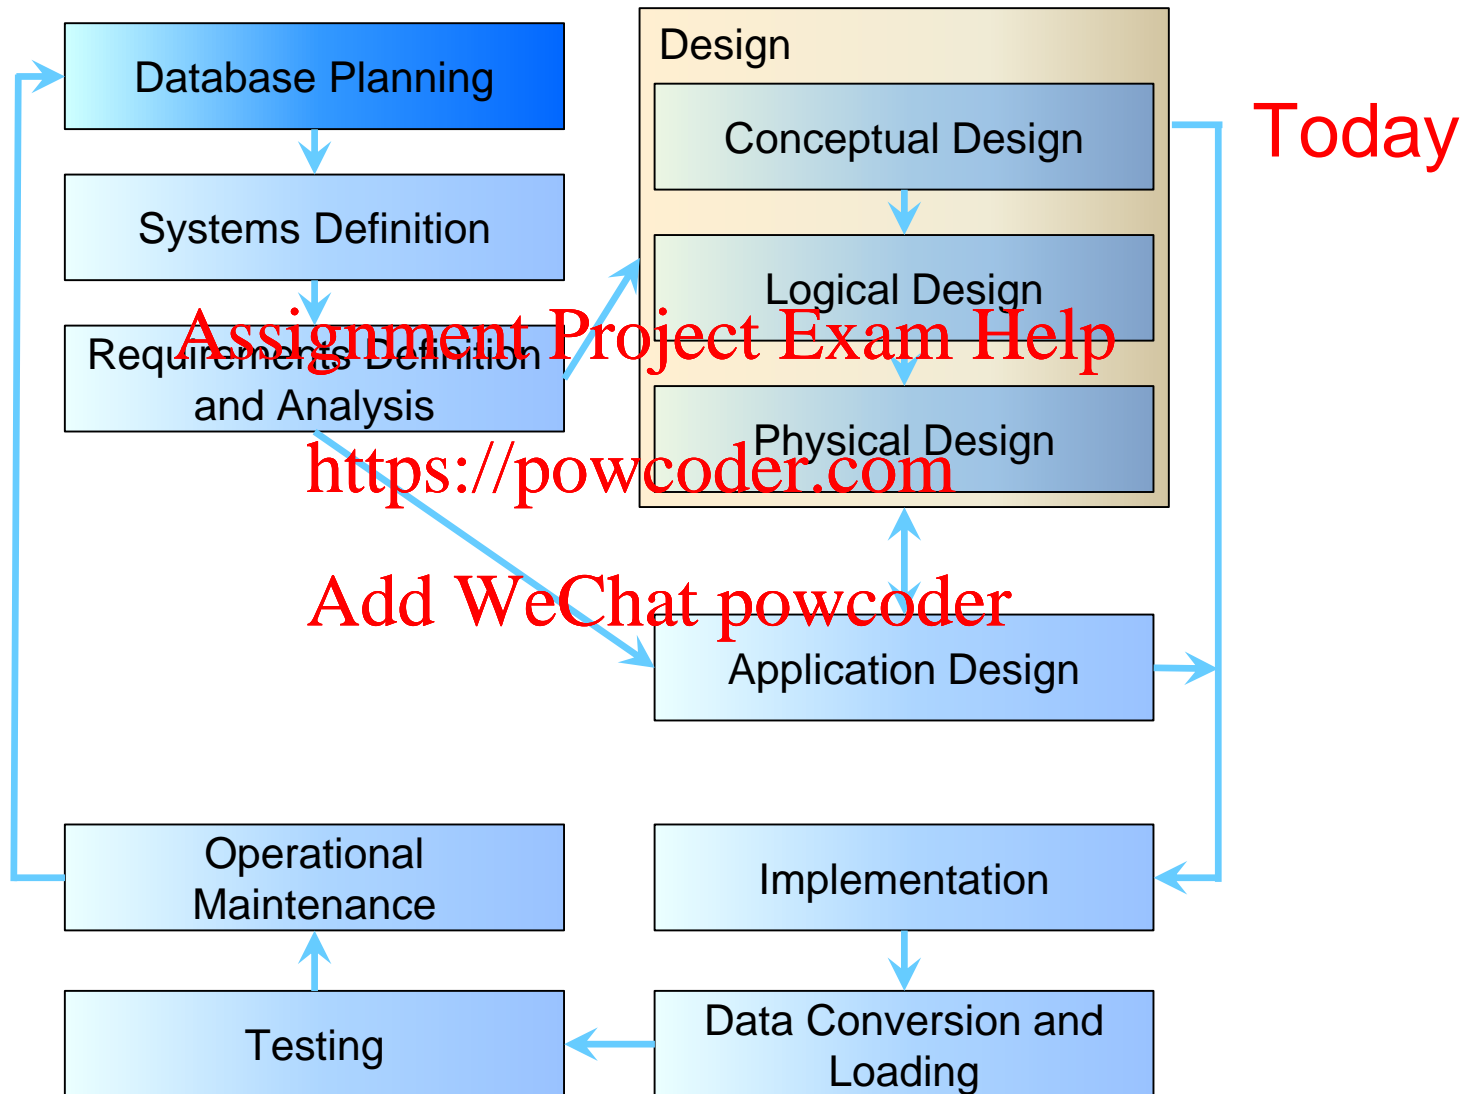 Database Planning
Systems Definition
Requirements Definition
and Analysis
Design
Conceptual Design
Logical Design
Physical Design
Today
Assignment Project Exam Help
https://powcoder.com
Add WeChat powcoder
Application Design
Operational
Maintenance
Implementation
Testing
Data Conversion and
Loading